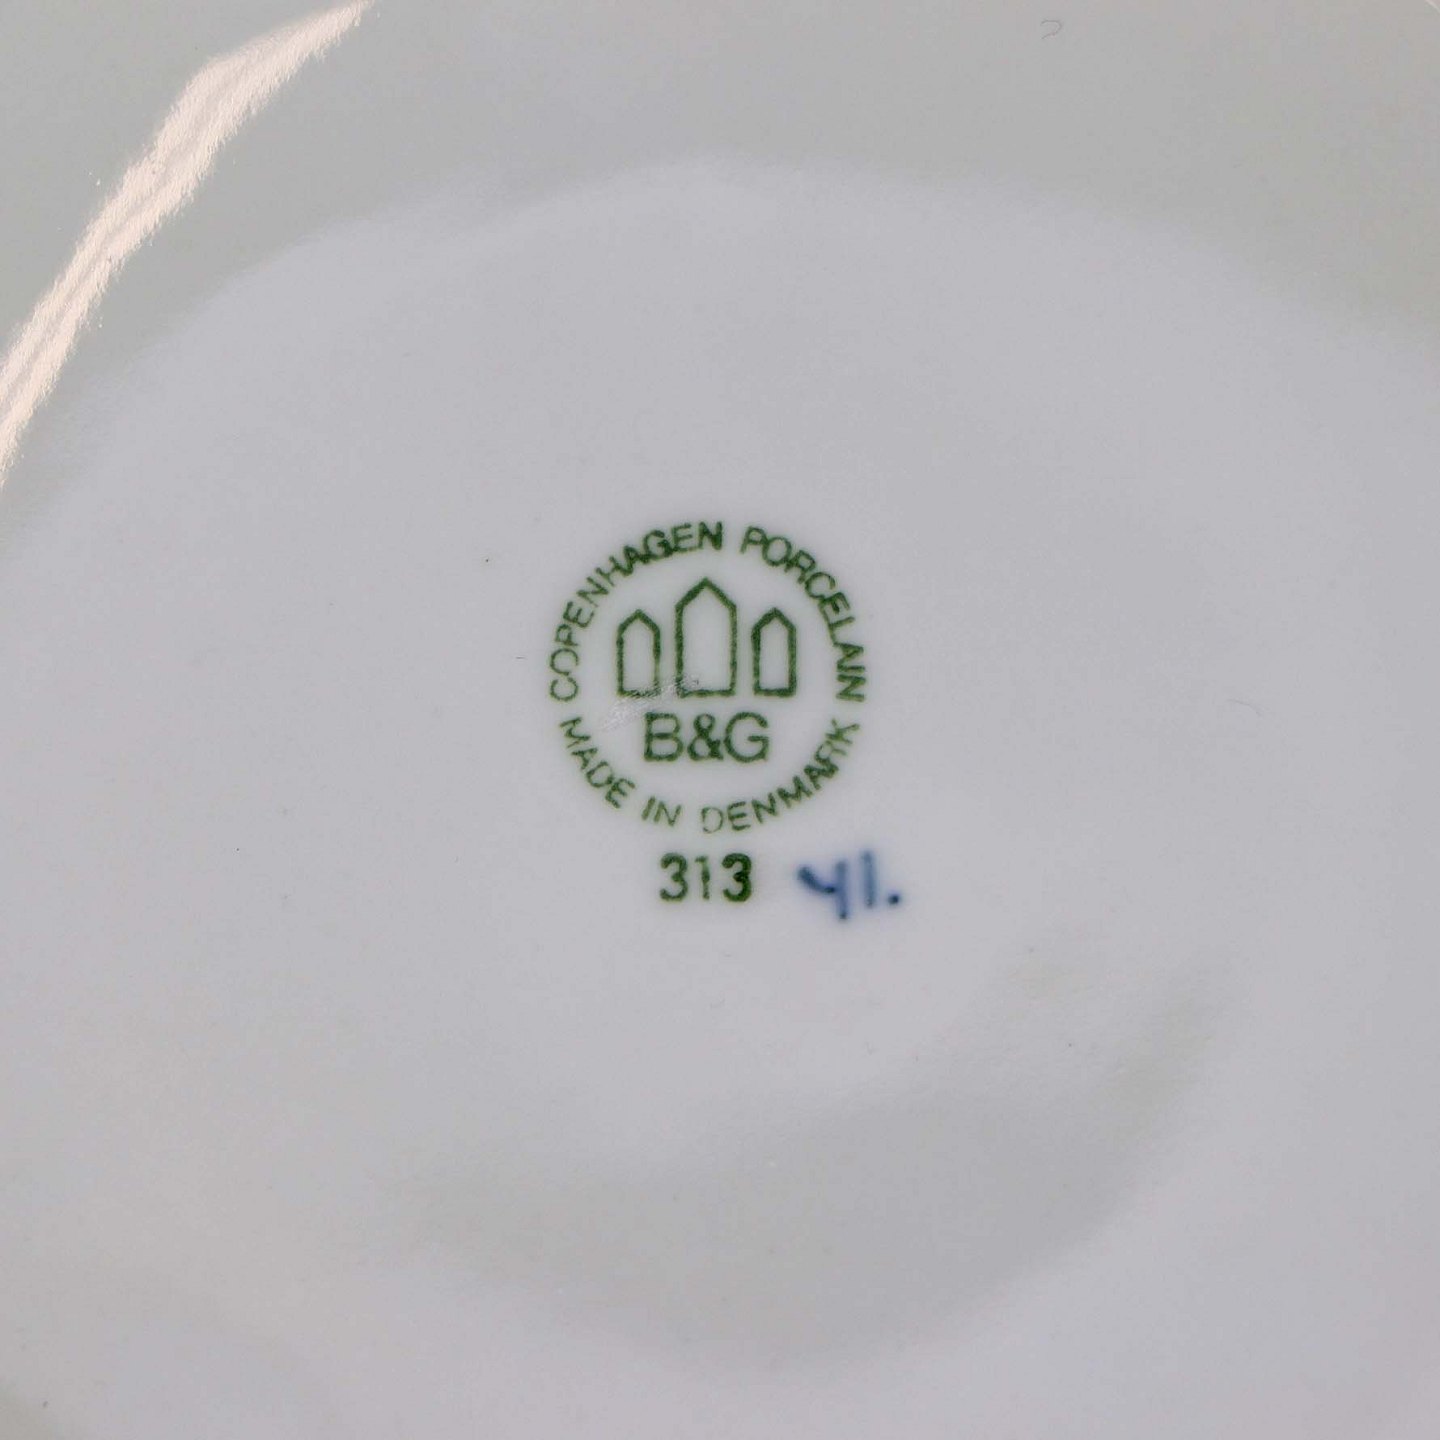 COPENHAGEN PORCELAIN
B&G
MADE IN DENMARK
313 41.